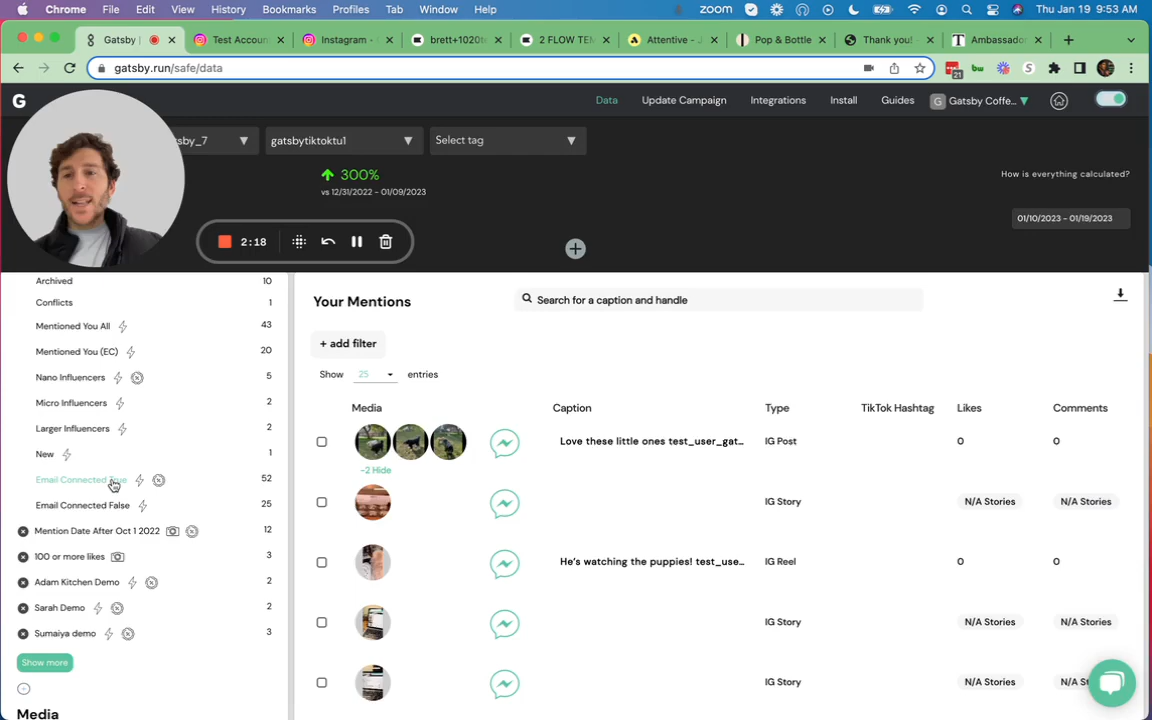 Chrome File Edit View History Bookmarks Profiles Tab Window Help zoom Thu Jan 19 9:53 AM
Gatsby Test Accoun Instagram - brett+1020t 2 FLOW TEM Attentive - J Pop & Bottle Thank you! Ambassado
gatsby.run/safe/data 21
G Data Update Campaign Integrations Install Guides G Gatsby Coffe...
sby_7 gatsbytiktoktu1 Select tag
300%
vs 12/31/2022 - 01/09/2023
How is everything calculated?
01/10/2023 - 01/19/2023
2:18
Archived 10
Conflicts 1
Mentioned You All 43
Mentioned You (EC) 20
Nano Influencers 5
Micro Influencers 2
Larger Influencers 2
New 1
Email Connected True 52
Email Connected False 25
Mention Date After Oct 1 2022 12
100 or more likes 3
Adam Kitchen Demo 2
Sarah Demo 2
Sumaiya demo 3
Show more
Media
Your Mentions
Search for a caption and handle
+ add filter
Show 25 entries
Media Caption Type TikTok Hashtag Likes Comments
Love these little ones test_user_gat... IG Post 0 0
-2 Hide
IG Story N/A Stories N/A Stories
He's watching the puppies! test_use... IG Reel 0 0
IG Story N/A Stories N/A Stories
IG Story N/A Stories N/A